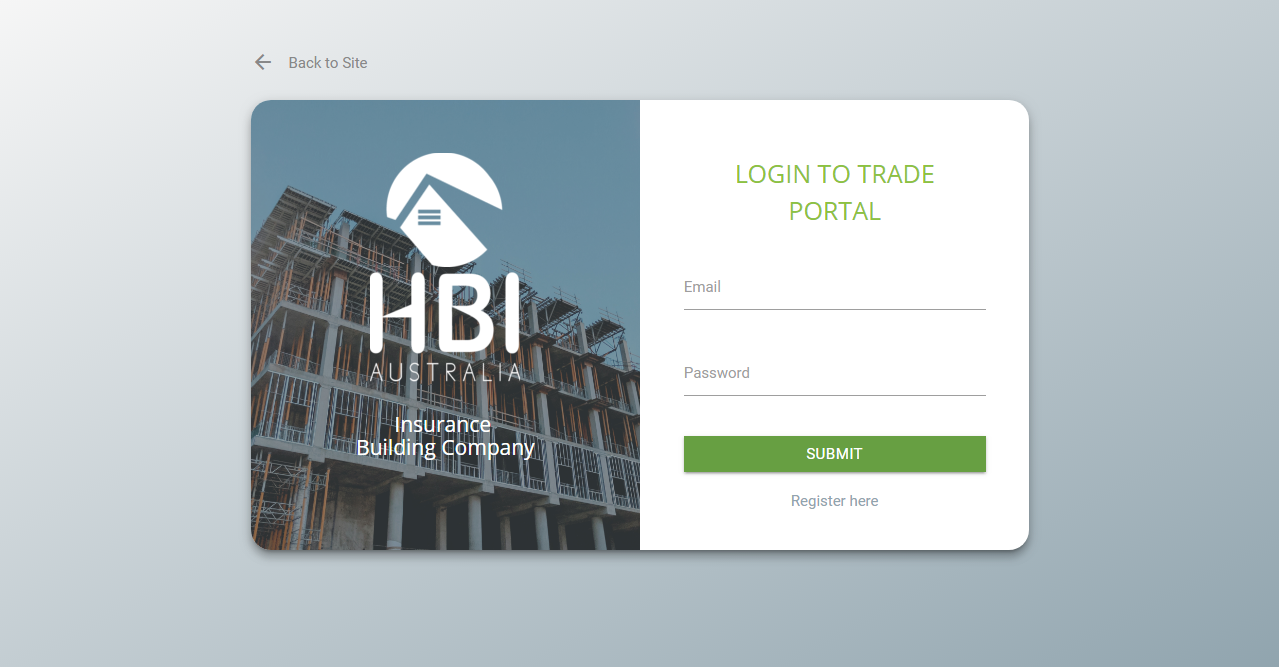 Back to Site
HBI
AUSTRALIA
Insurance
Building Company
LOGIN TO TRADE
PORTAL
Email
Password
SUBMIT
Register here